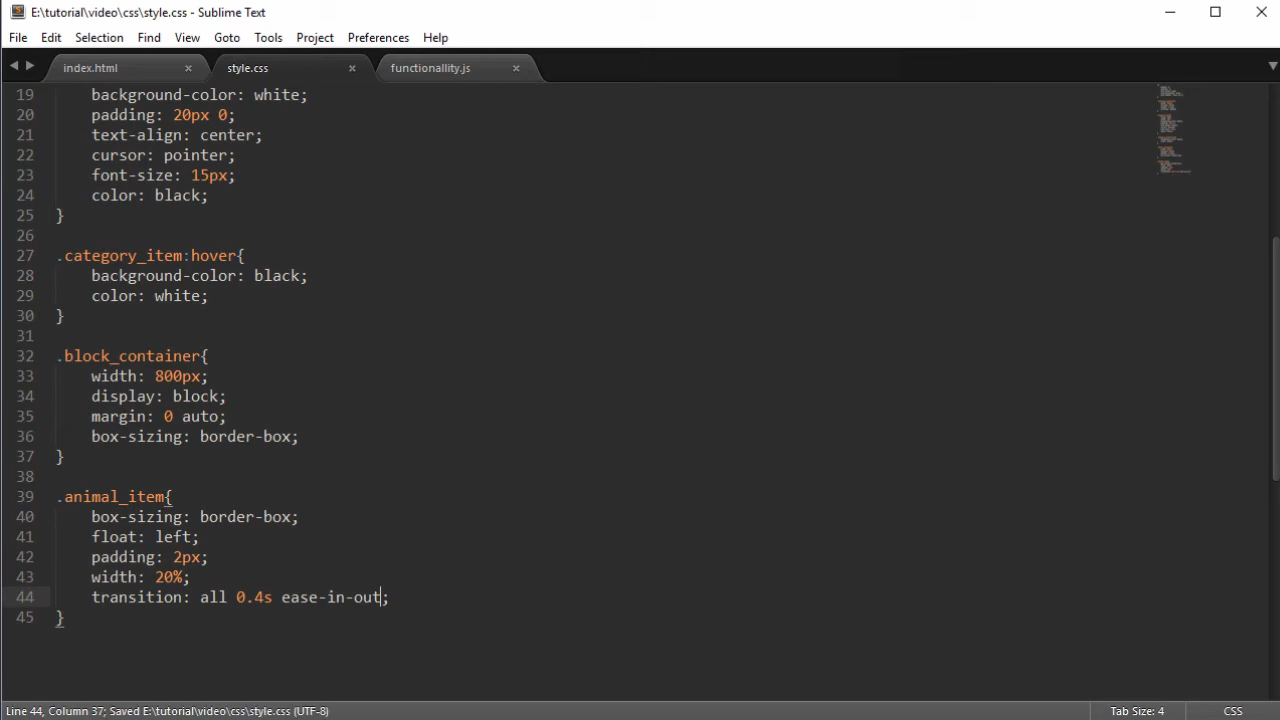 E:\tutorial\video\css\style.css - Sublime Text
File Edit Selection Find View Goto Tools Project Preferences Help
index.html × style.css × functionallity.js ×
19 background-color: white;
20 padding: 20px 0;
21 text-align: center;
22 cursor: pointer;
23 font-size: 15px;
24 color: black;
25 }
26
27 .category_item:hover{
28 background-color: black;
29 color: white;
30 }
31
32 .block_container{
33 width: 800px;
34 display: block;
35 margin: 0 auto;
36 box-sizing: border-box;
37 }
38
39 .animal_item{
40 box-sizing: border-box;
41 float: left;
42 padding: 2px;
43 width: 20%;
44 transition: all 0.4s ease-in-out;
45 }
Line 44, Column 37; Saved E:\tutorial\video\css\style.css (UTF-8) Tab Size: 4 CSS